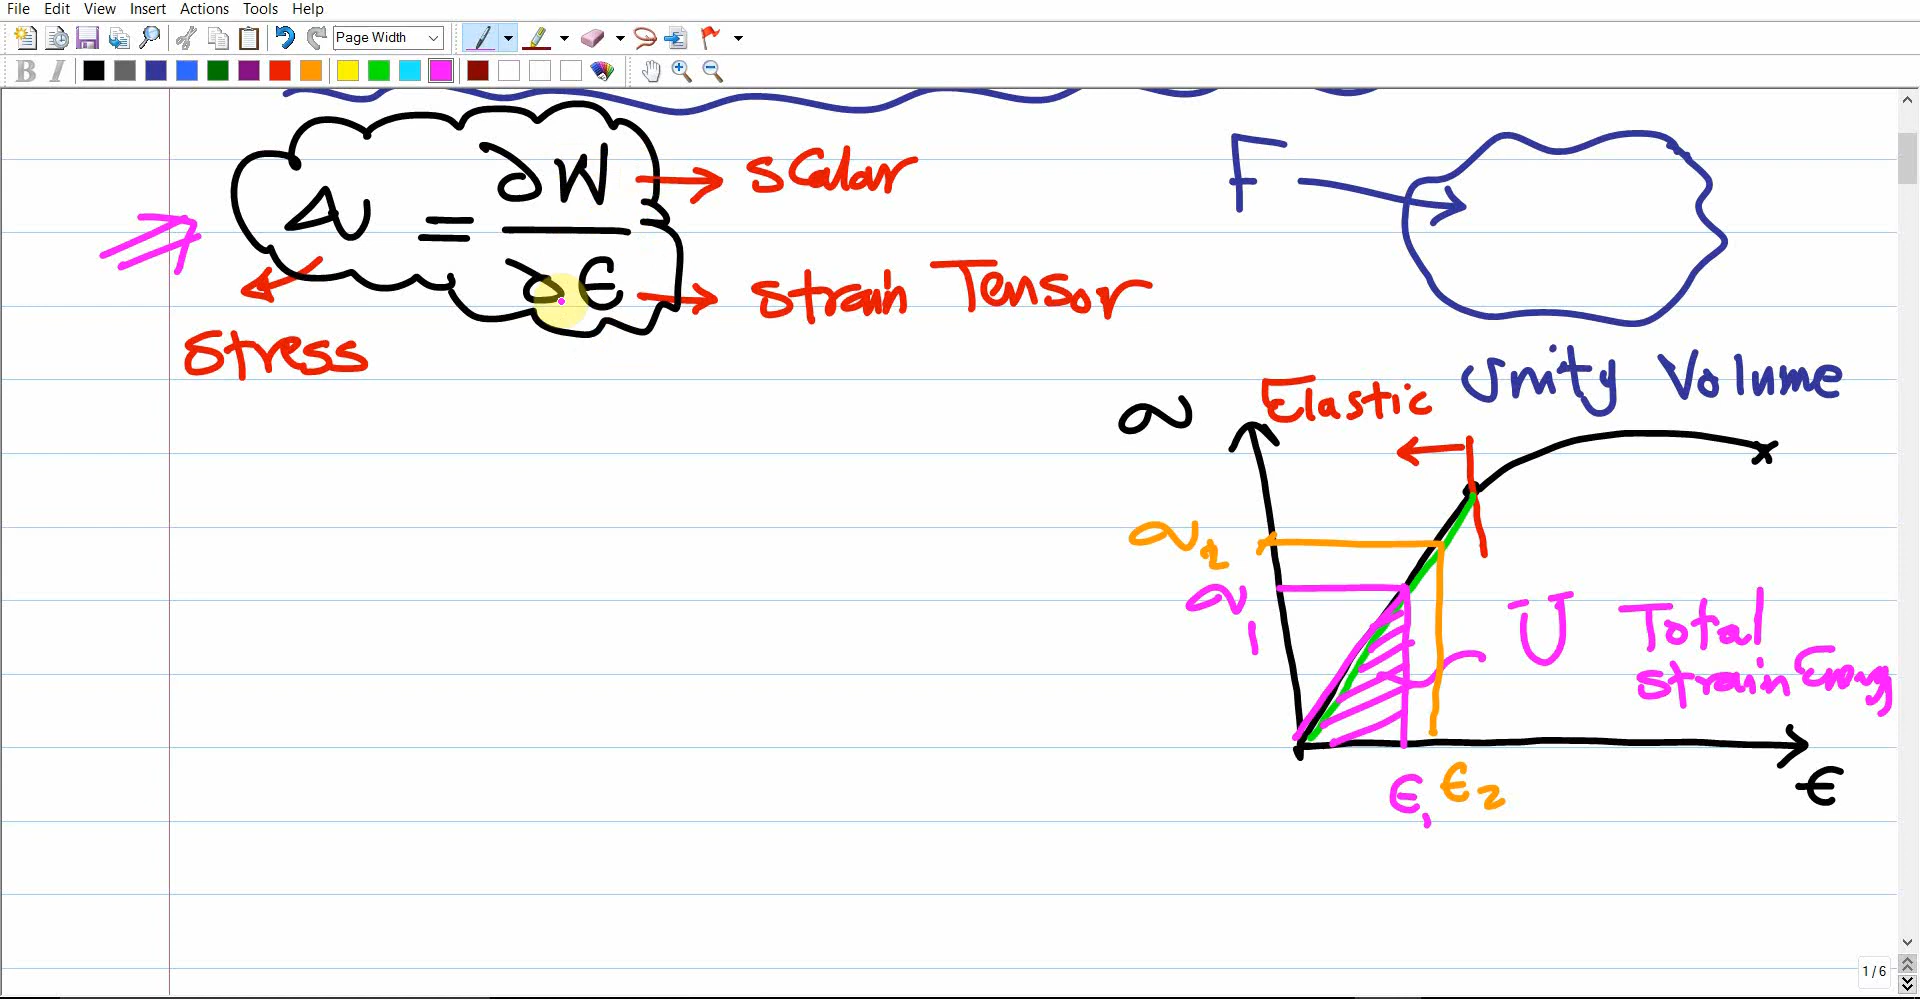 File Edit View Insert Actions Tools Help
Page Width
B I
σ = ∂W
∂ϵ
scalar
strain Tensor
stress
F
Unity Volume
σ
Elastic
σ2
σ1
U Total
strain Energy
ϵ1 ϵ2
ϵ
1 / 6